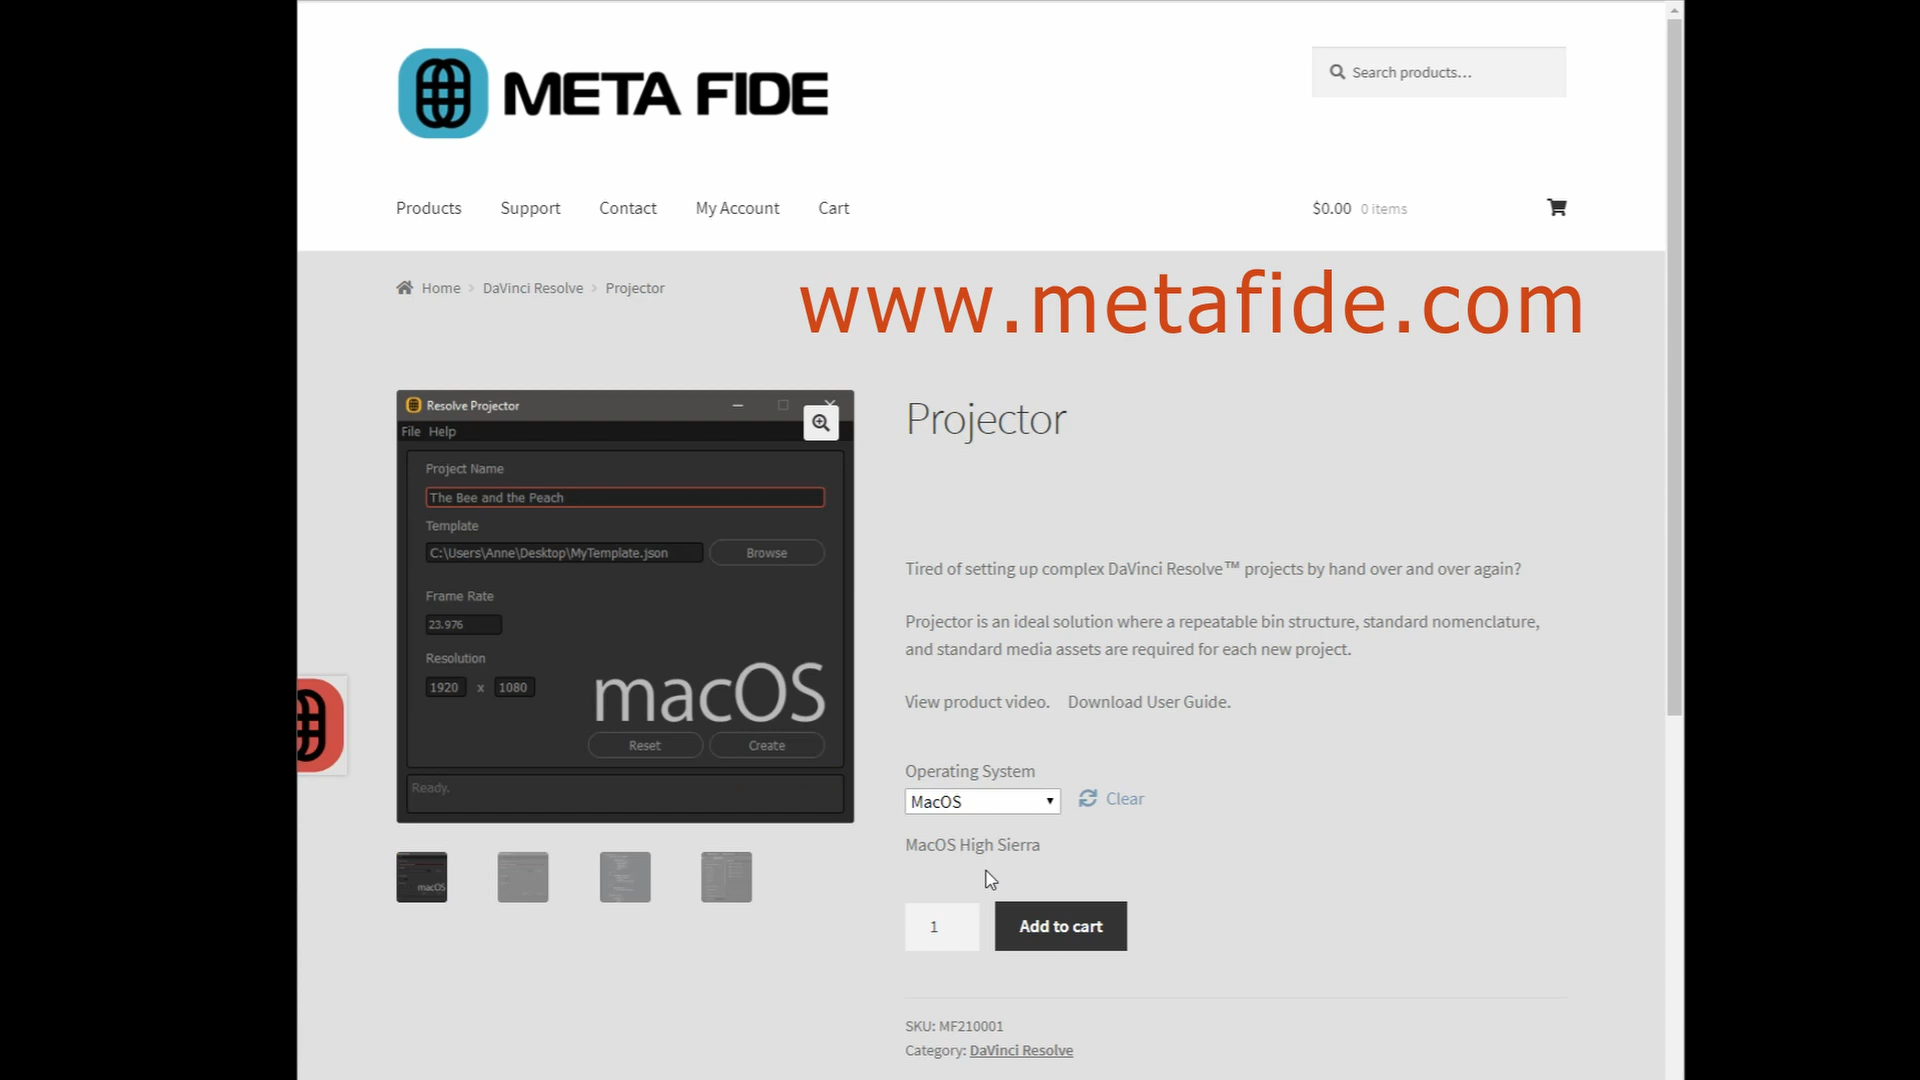 META FIDE
Search products...
Products Support Contact My Account Cart
$0.00 0 items
Home > DaVinci Resolve > Projector
www.metafide.com
Resolve Projector
File Help
Project Name
The Bee and the Peach
Template
C:\Users\Anne\Desktop\MyTemplate.json Browse
Frame Rate
23.976
Resolution
1920 x 1080
macOS
Reset Create
Ready.
macOS
Projector
Tired of setting up complex DaVinci Resolve™ projects by hand over and over again?
Projector is an ideal solution where a repeatable bin structure, standard nomenclature,
and standard media assets are required for each new project.
View product video. Download User Guide.
Operating System
MacOS Clear
MacOS High Sierra
1 Add to cart
SKU: MF210001
Category: DaVinci Resolve